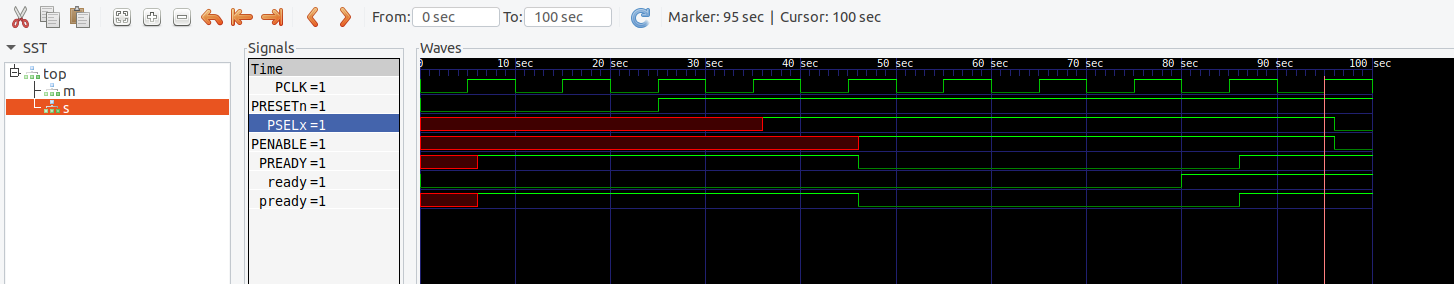 From: 0 sec To: 100 sec Marker: 95 sec | Cursor: 100 sec
SST
top
m
s
Signals
Time
PCLK =1
PRESETn =1
PSELx =1
PENABLE =1
PREADY =1
ready =1
pready =1
Waves
0 10 sec 20 sec 30 sec 40 sec 50 sec 60 sec 70 sec 80 sec 90 sec 100 sec